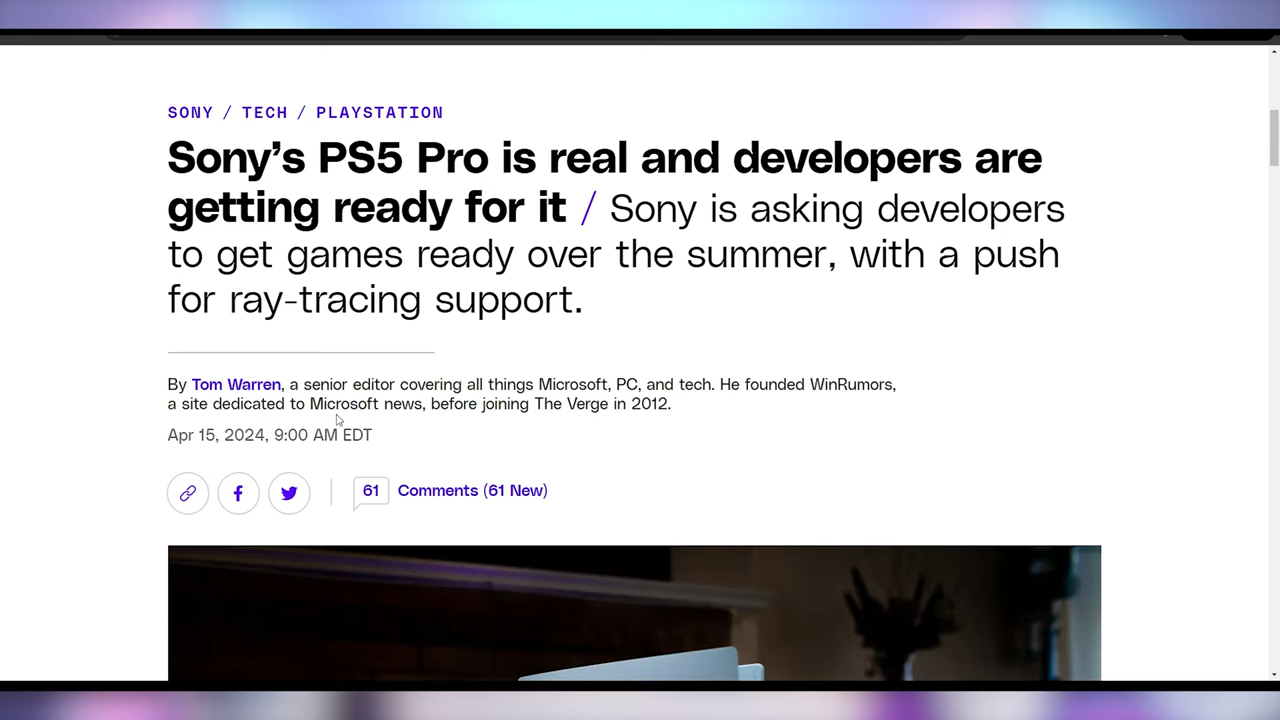 SONY / TECH / PLAYSTATION
Sony’s PS5 Pro is real and developers are
getting ready for it / Sony is asking developers
to get games ready over the summer, with a push
for ray-tracing support.
By Tom Warren, a senior editor covering all things Microsoft, PC, and tech. He founded WinRumors,
a site dedicated to Microsoft news, before joining The Verge in 2012.
Apr 15, 2024, 9:00 AM EDT
61 Comments (61 New)